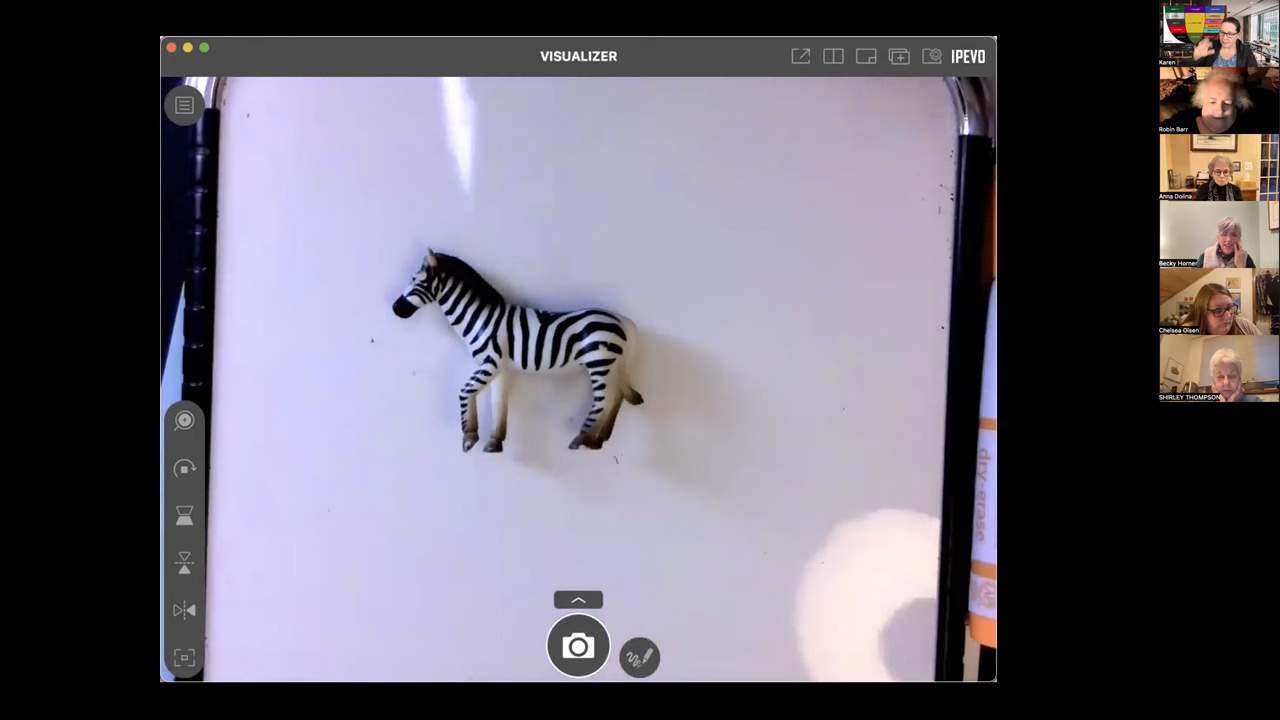 VISUALIZER
IPEVO
Karen
Robin Barr
Anna Dolina
Becky Horner
Chelsea Olsen
SHIRLEY THOMPSON
dry-erase